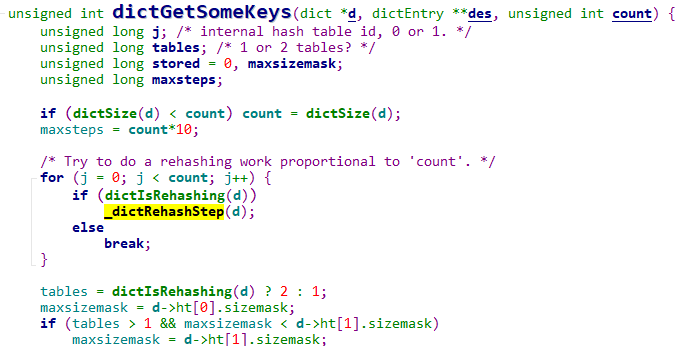 unsigned int dictGetSomeKeys(dict *d, dictEntry **des, unsigned int count) {
    unsigned long j; /* internal hash table id, 0 or 1. */
    unsigned long tables; /* 1 or 2 tables? */
    unsigned long stored = 0, maxsizemask;
    unsigned long maxsteps;

    if (dictSize(d) < count) count = dictSize(d);
    maxsteps = count*10;

    /* Try to do a rehashing work proportional to 'count'. */
    for (j = 0; j < count; j++) {
        if (dictIsRehashing(d))
            _dictRehashStep(d);
        else
            break;
    }

    tables = dictIsRehashing(d) ? 2 : 1;
    maxsizemask = d->ht[0].sizemask;
    if (tables > 1 && maxsizemask < d->ht[1].sizemask)
        maxsizemask = d->ht[1].sizemask;